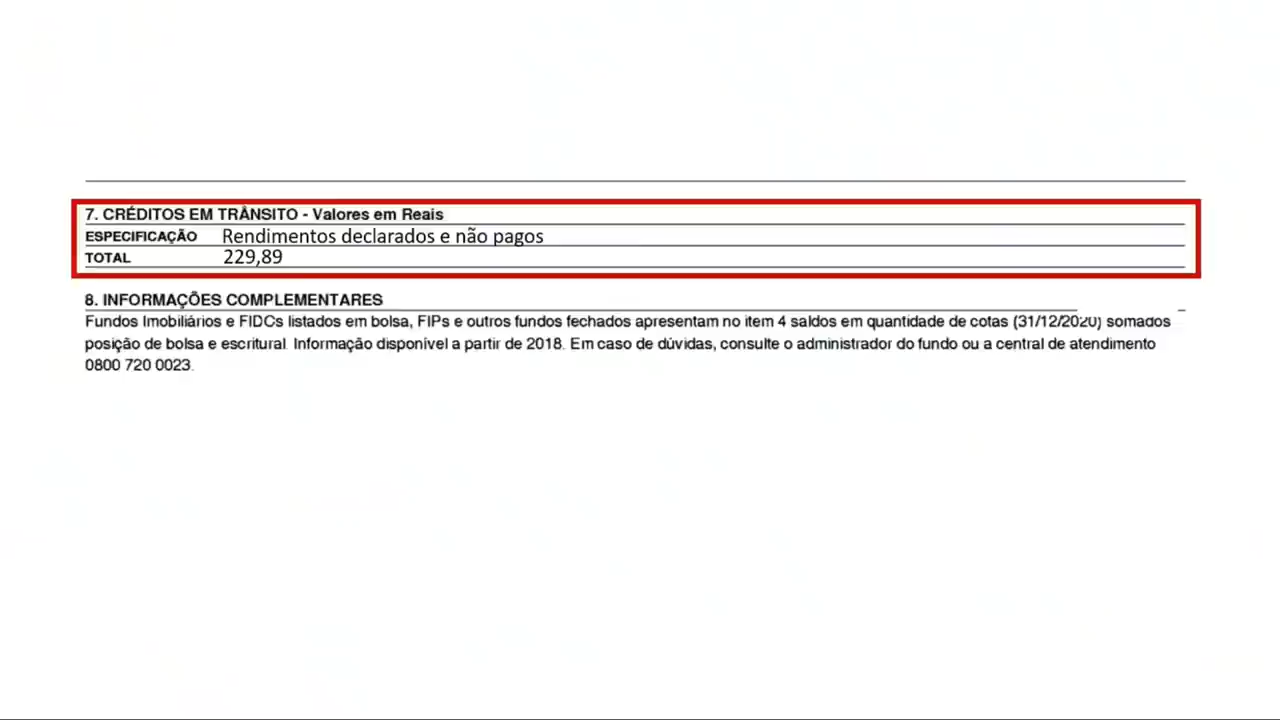 7. CRÉDITOS EM TRÂNSITO - Valores em Reais
ESPECIFICAÇÃO Rendimentos declarados e não pagos
TOTAL 229,89
8. INFORMAÇÕES COMPLEMENTARES
Fundos Imobiliários e FIDCs listados em bolsa, FIPs e outros fundos fechados apresentam no item 4 saldos em quantidade de cotas (31/12/2020) somados
posição de bolsa e escritural. Informação disponível a partir de 2018. Em caso de dúvidas, consulte o administrador do fundo ou a central de atendimento
0800 720 0023.